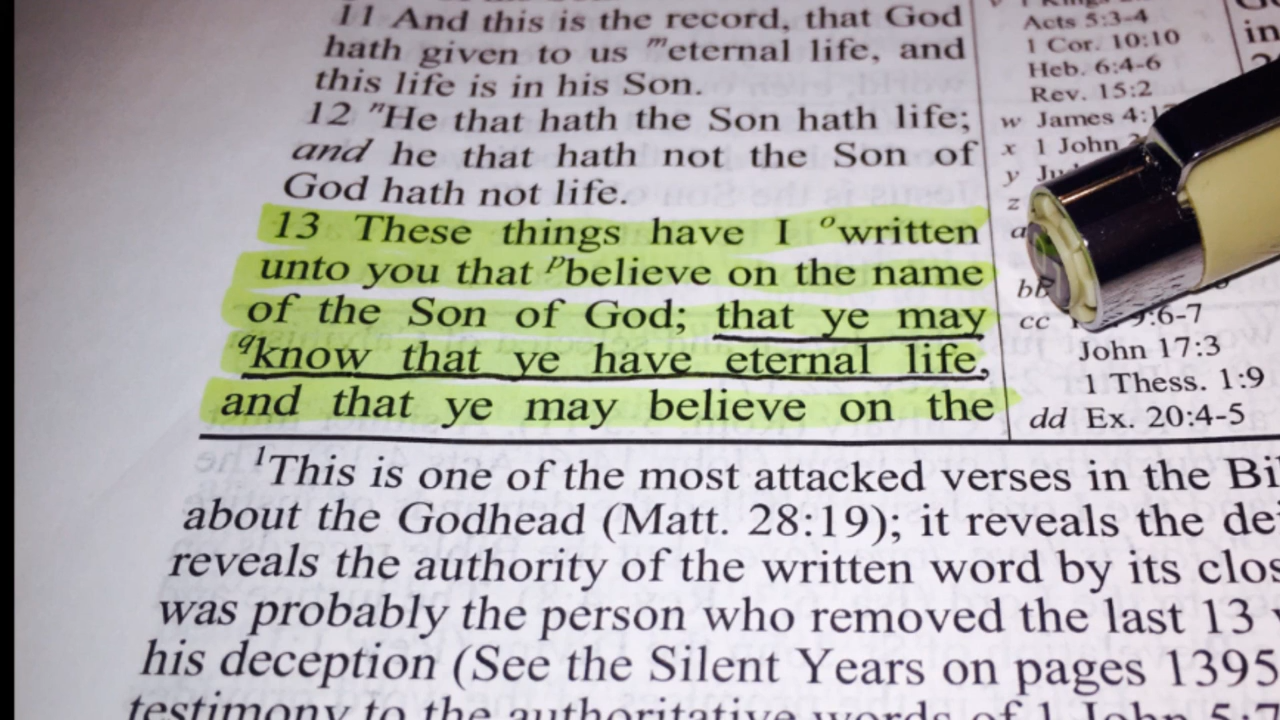 11 And this is the record, that God
hath given to us ᵐeternal life, and
this life is in his Son.
12 ⁿHe that hath the Son hath life;
and he that hath not the Son of
God hath not life.
13 These things have I ᵒwritten
unto you that ᵖbelieve on the name
of the Son of God; that ye may
qknow that ye have eternal life,
and that ye may believe on the
Acts 5:3-4
1 Cor. 10:10
Heb. 6:4-6
Rev. 15:2
w James 4:
x 1 John
y
z
a
bb
cc 9:6-7
John 17:3
1 Thess. 1:9
dd Ex. 20:4-5
in
¹This is one of the most attacked verses in the Bi
about the Godhead (Matt. 28:19); it reveals the de
reveals the authority of the written word by its clos
was probably the person who removed the last 13
his deception (See the Silent Years on pages 1395
testimony to the authoritative words of 1 John 5:7